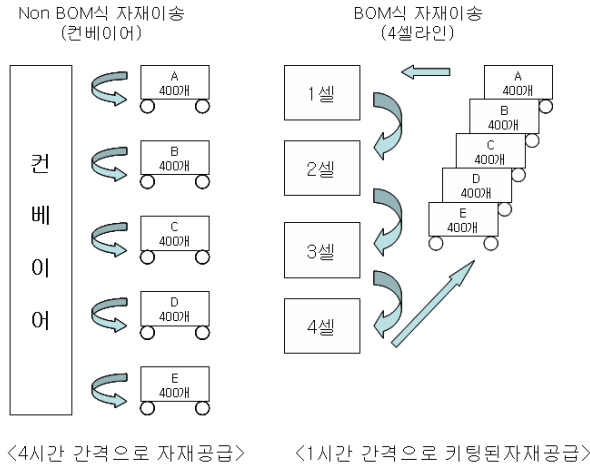 Non BOM식 자재이송
(컨베이어)
컨
베
이
어
A
400개
B
400개
C
400개
D
400개
E
400개
<4시간 간격으로 자재공급>
BOM식 자재이송
(4셀라인)
1셀
2셀
3셀
4셀
A
400개
B
400개
C
400개
D
400개
E
400개
<1시간 간격으로 키팅된자재공급>